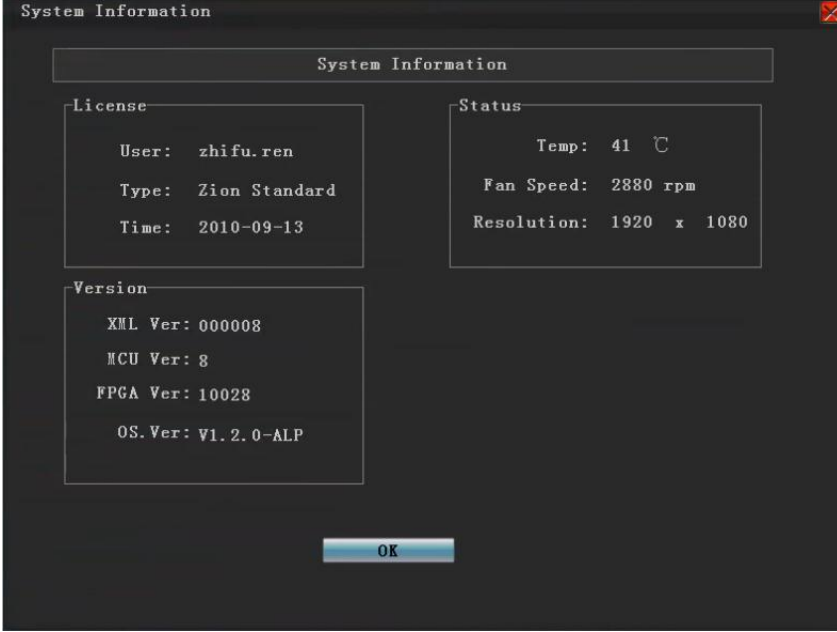 System Information
System Information
License
User: zhifu.ren
Type: Zion Standard
Time: 2010-09-13
Status
Temp: 41 ℃
Fan Speed: 2880 rpm
Resolution: 1920 x 1080
Version
XML Ver: 000008
MCU Ver: 8
FPGA Ver: 10028
OS.Ver: V1.2.0-ALP
OK